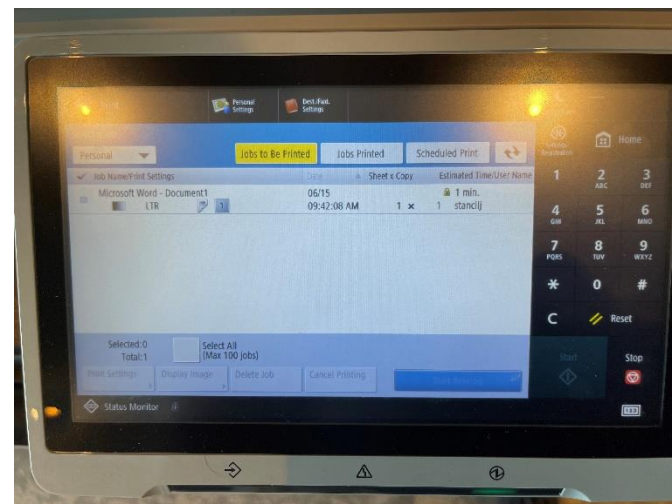 Personal
Settings
Dest./Fwd.
Settings
Home
Personal
Jobs to Be Printed
Jobs Printed
Scheduled Print
Job Name/Print Settings
Date
Sheet x Copy
Estimated Time/User Name
Microsoft Word - Document1
06/15
1 min.
LTR
1
09:42:08 AM
1 x
1
stancilj
1
2
ABC
3
DEF
4
GHI
5
JKL
6
MNO
7
PQRS
8
TUV
9
WXYZ
*
0
#
C
Reset
Selected:0
Total:1
Select All
(Max 100 jobs)
Print Settings
Display Image
Delete Job
Cancel Printing
Start Printing
Start
Stop
Status Monitor